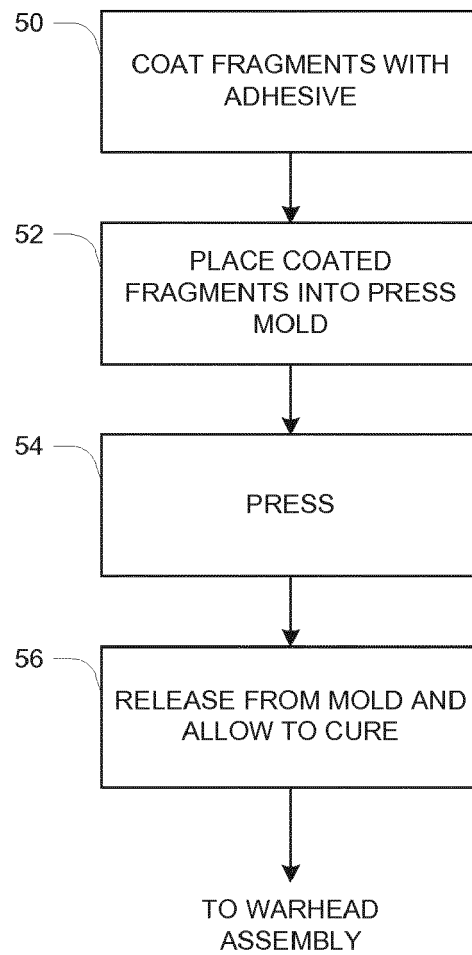 50
COAT FRAGMENTS WITH
ADHESIVE
52
PLACE COATED
FRAGMENTS INTO PRESS
MOLD
54
PRESS
56
RELEASE FROM MOLD AND
ALLOW TO CURE
TO WARHEAD
ASSEMBLY